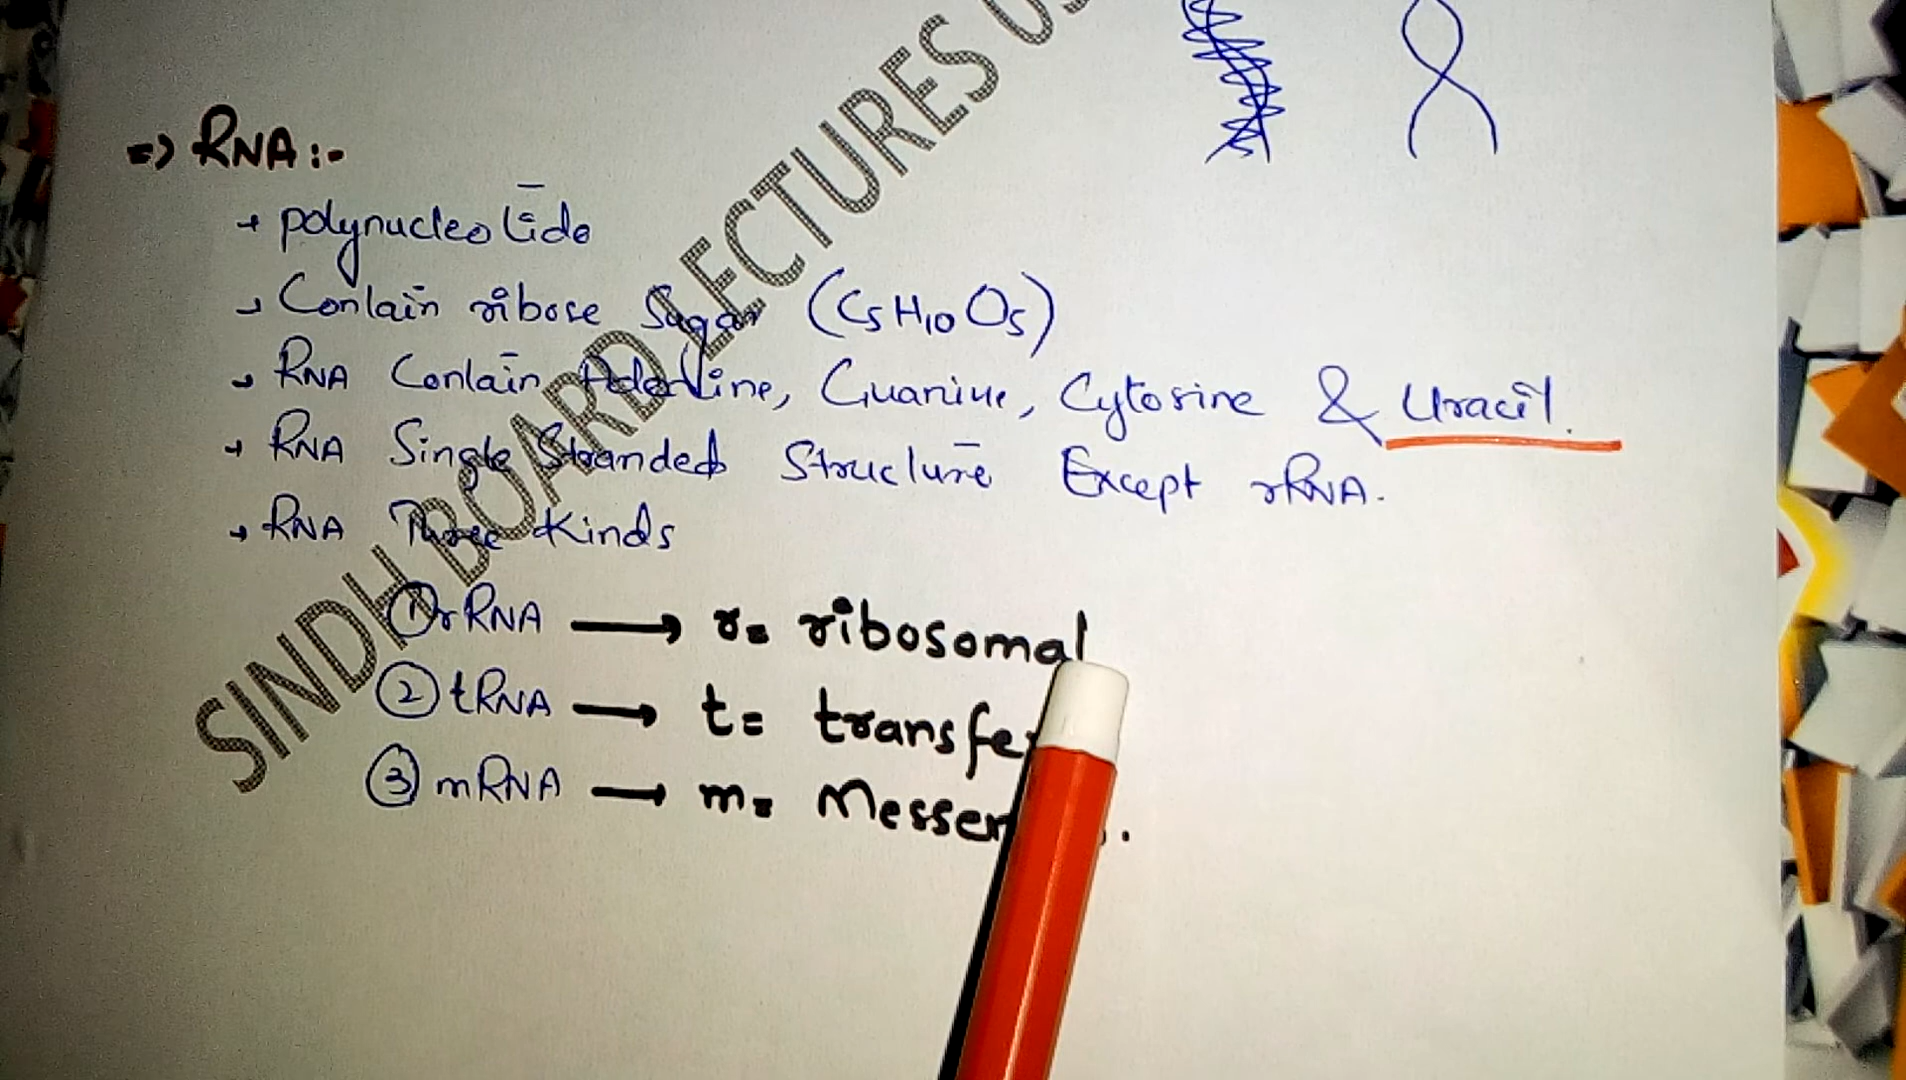 SINDH BOARD LECTURES
=> RNA :-
→ polynucleotide
→ Contain ribose Sugar (C5H10O5)
→ RNA Contain Adenine, Guanine, Cytosine & Uracil.
→ RNA Single Stranded Structure Except rRNA.
→ RNA Three Kinds
① rRNA → r= ribosomal
② tRNA → t= transfe
③ mRNA → m= Messen